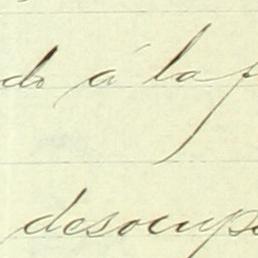 do á la f
desocup